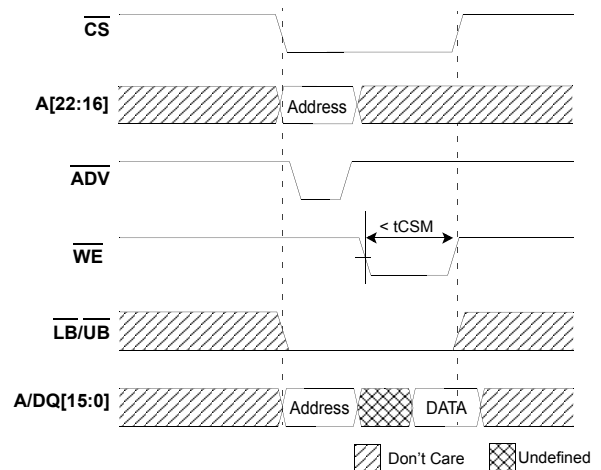 CS
A[22:16]
Address
ADV
< tCSM
WE
LB/UB
A/DQ[15:0]
Address
DATA
Don't Care
Undefined